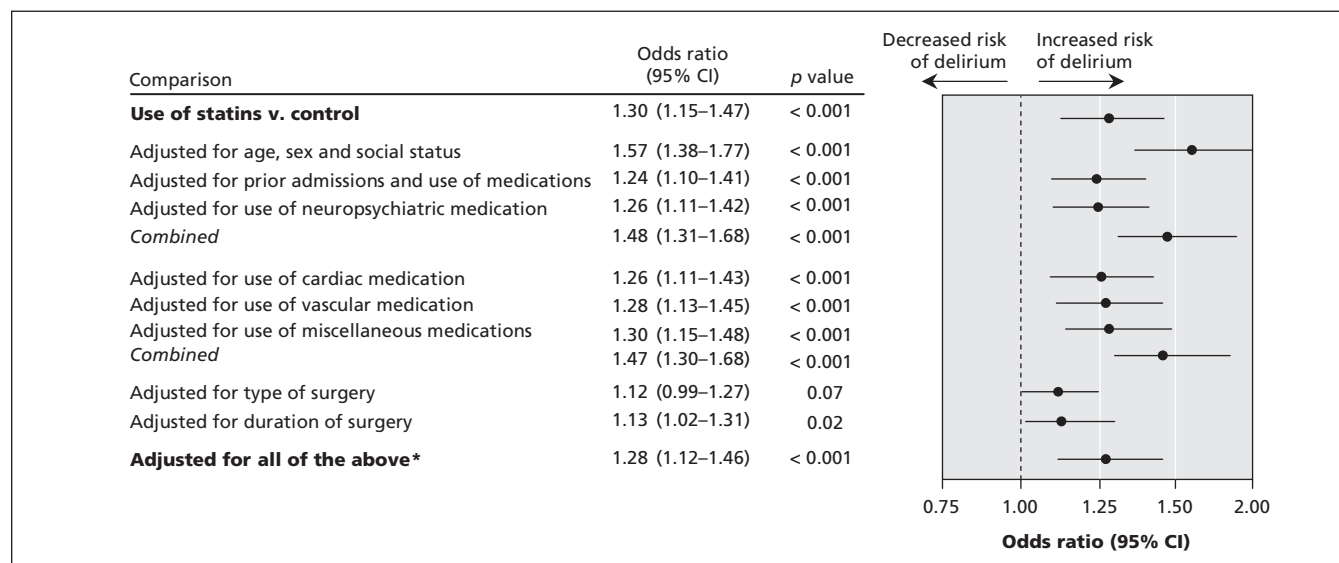 Decreased risk of delirium
Increased risk of delirium
Comparison Odds ratio (95% CI) p value
Use of statins v. control 1.30 (1.15–1.47) < 0.001
Adjusted for age, sex and social status 1.57 (1.38–1.77) < 0.001
Adjusted for prior admissions and use of medications 1.24 (1.10–1.41) < 0.001
Adjusted for use of neuropsychiatric medication 1.26 (1.11–1.42) < 0.001
Combined 1.48 (1.31–1.68) < 0.001
Adjusted for use of cardiac medication 1.26 (1.11–1.43) < 0.001
Adjusted for use of vascular medication 1.28 (1.13–1.45) < 0.001
Adjusted for use of miscellaneous medications 1.30 (1.15–1.48) < 0.001
Combined 1.47 (1.30–1.68) < 0.001
Adjusted for type of surgery 1.12 (0.99–1.27) 0.07
Adjusted for duration of surgery 1.13 (1.02–1.31) 0.02
Adjusted for all of the above* 1.28 (1.12–1.46) < 0.001
0.75 1.00 1.25 1.50 2.00
Odds ratio (95% CI)